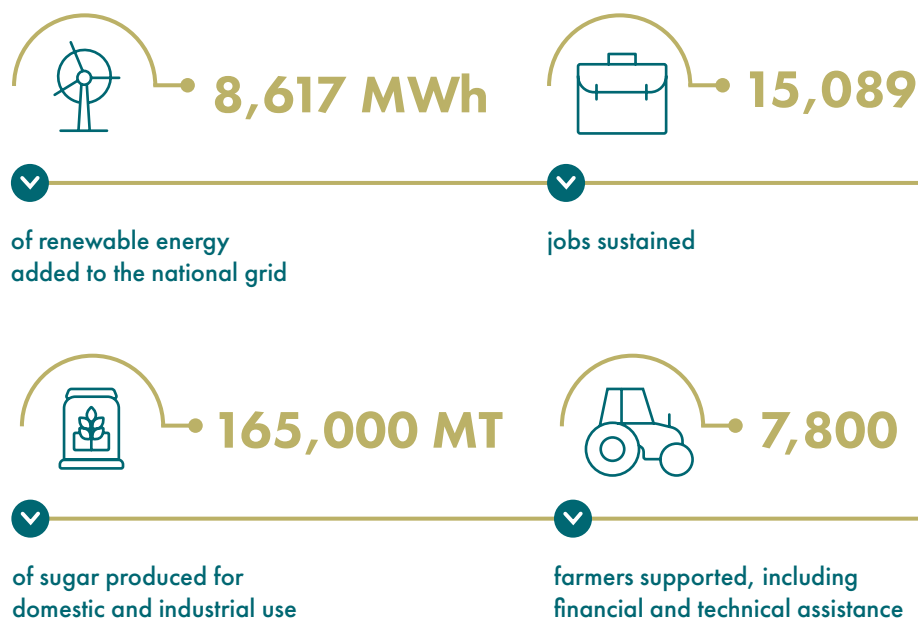 8,617 MWh
of renewable energy
added to the national grid
15,089
jobs sustained
165,000 MT
of sugar produced for
domestic and industrial use
7,800
farmers supported, including
financial and technical assistance